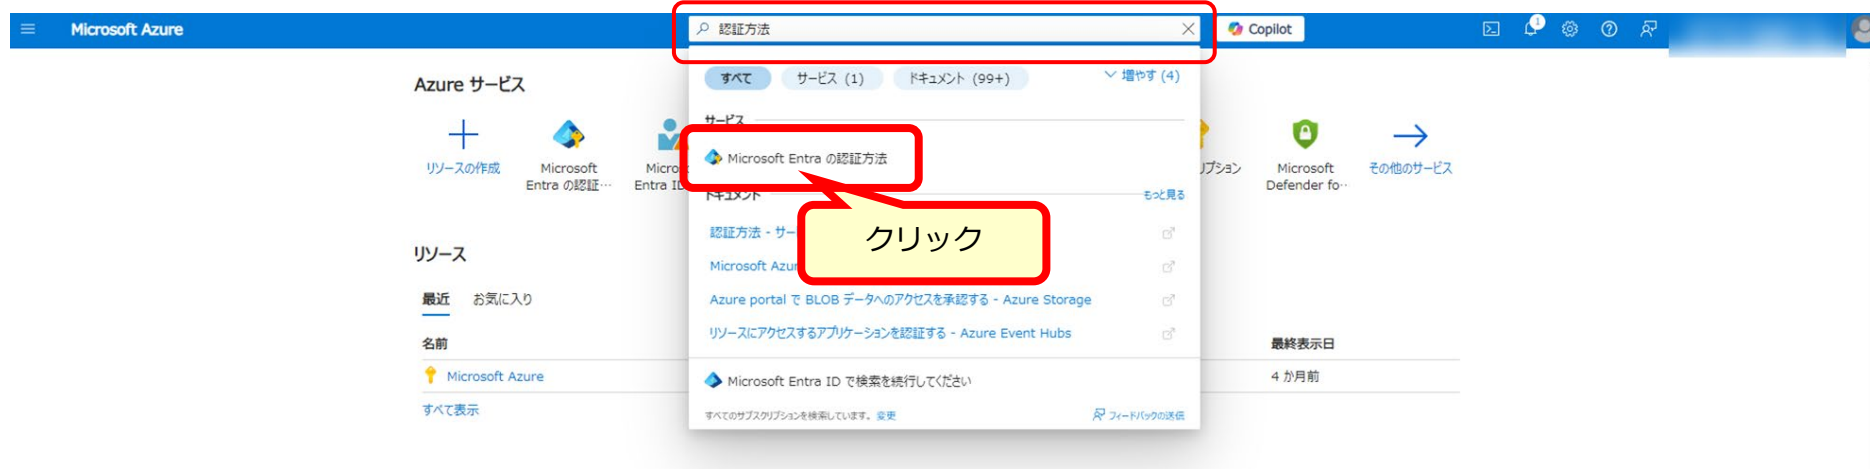 Microsoft Azure
認証方法
Copilot
1
すべて
サービス (1)
ドキュメント (99+)
増やす (4)
Azure サービス
サービス
リソースの作成
Microsoft
Entra の認証…
Micro
Entra ID
Microsoft Entra の認証方法
プション
Microsoft
Defender fo…
その他のサービス
ドキュメント
もっと見る
クリック
認証方法 - サー
Microsoft Azu
Azure portal で BLOB データへのアクセスを承認する - Azure Storage
リソースにアクセスするアプリケーションを認証する - Azure Event Hubs
リソース
最近
お気に入り
名前
最終表示日
Microsoft Azure
4 か月前
すべて表示
Microsoft Entra ID で検索を続行してください
すべてのサブスクリプションを検索しています。 変更
フィードバックの送信